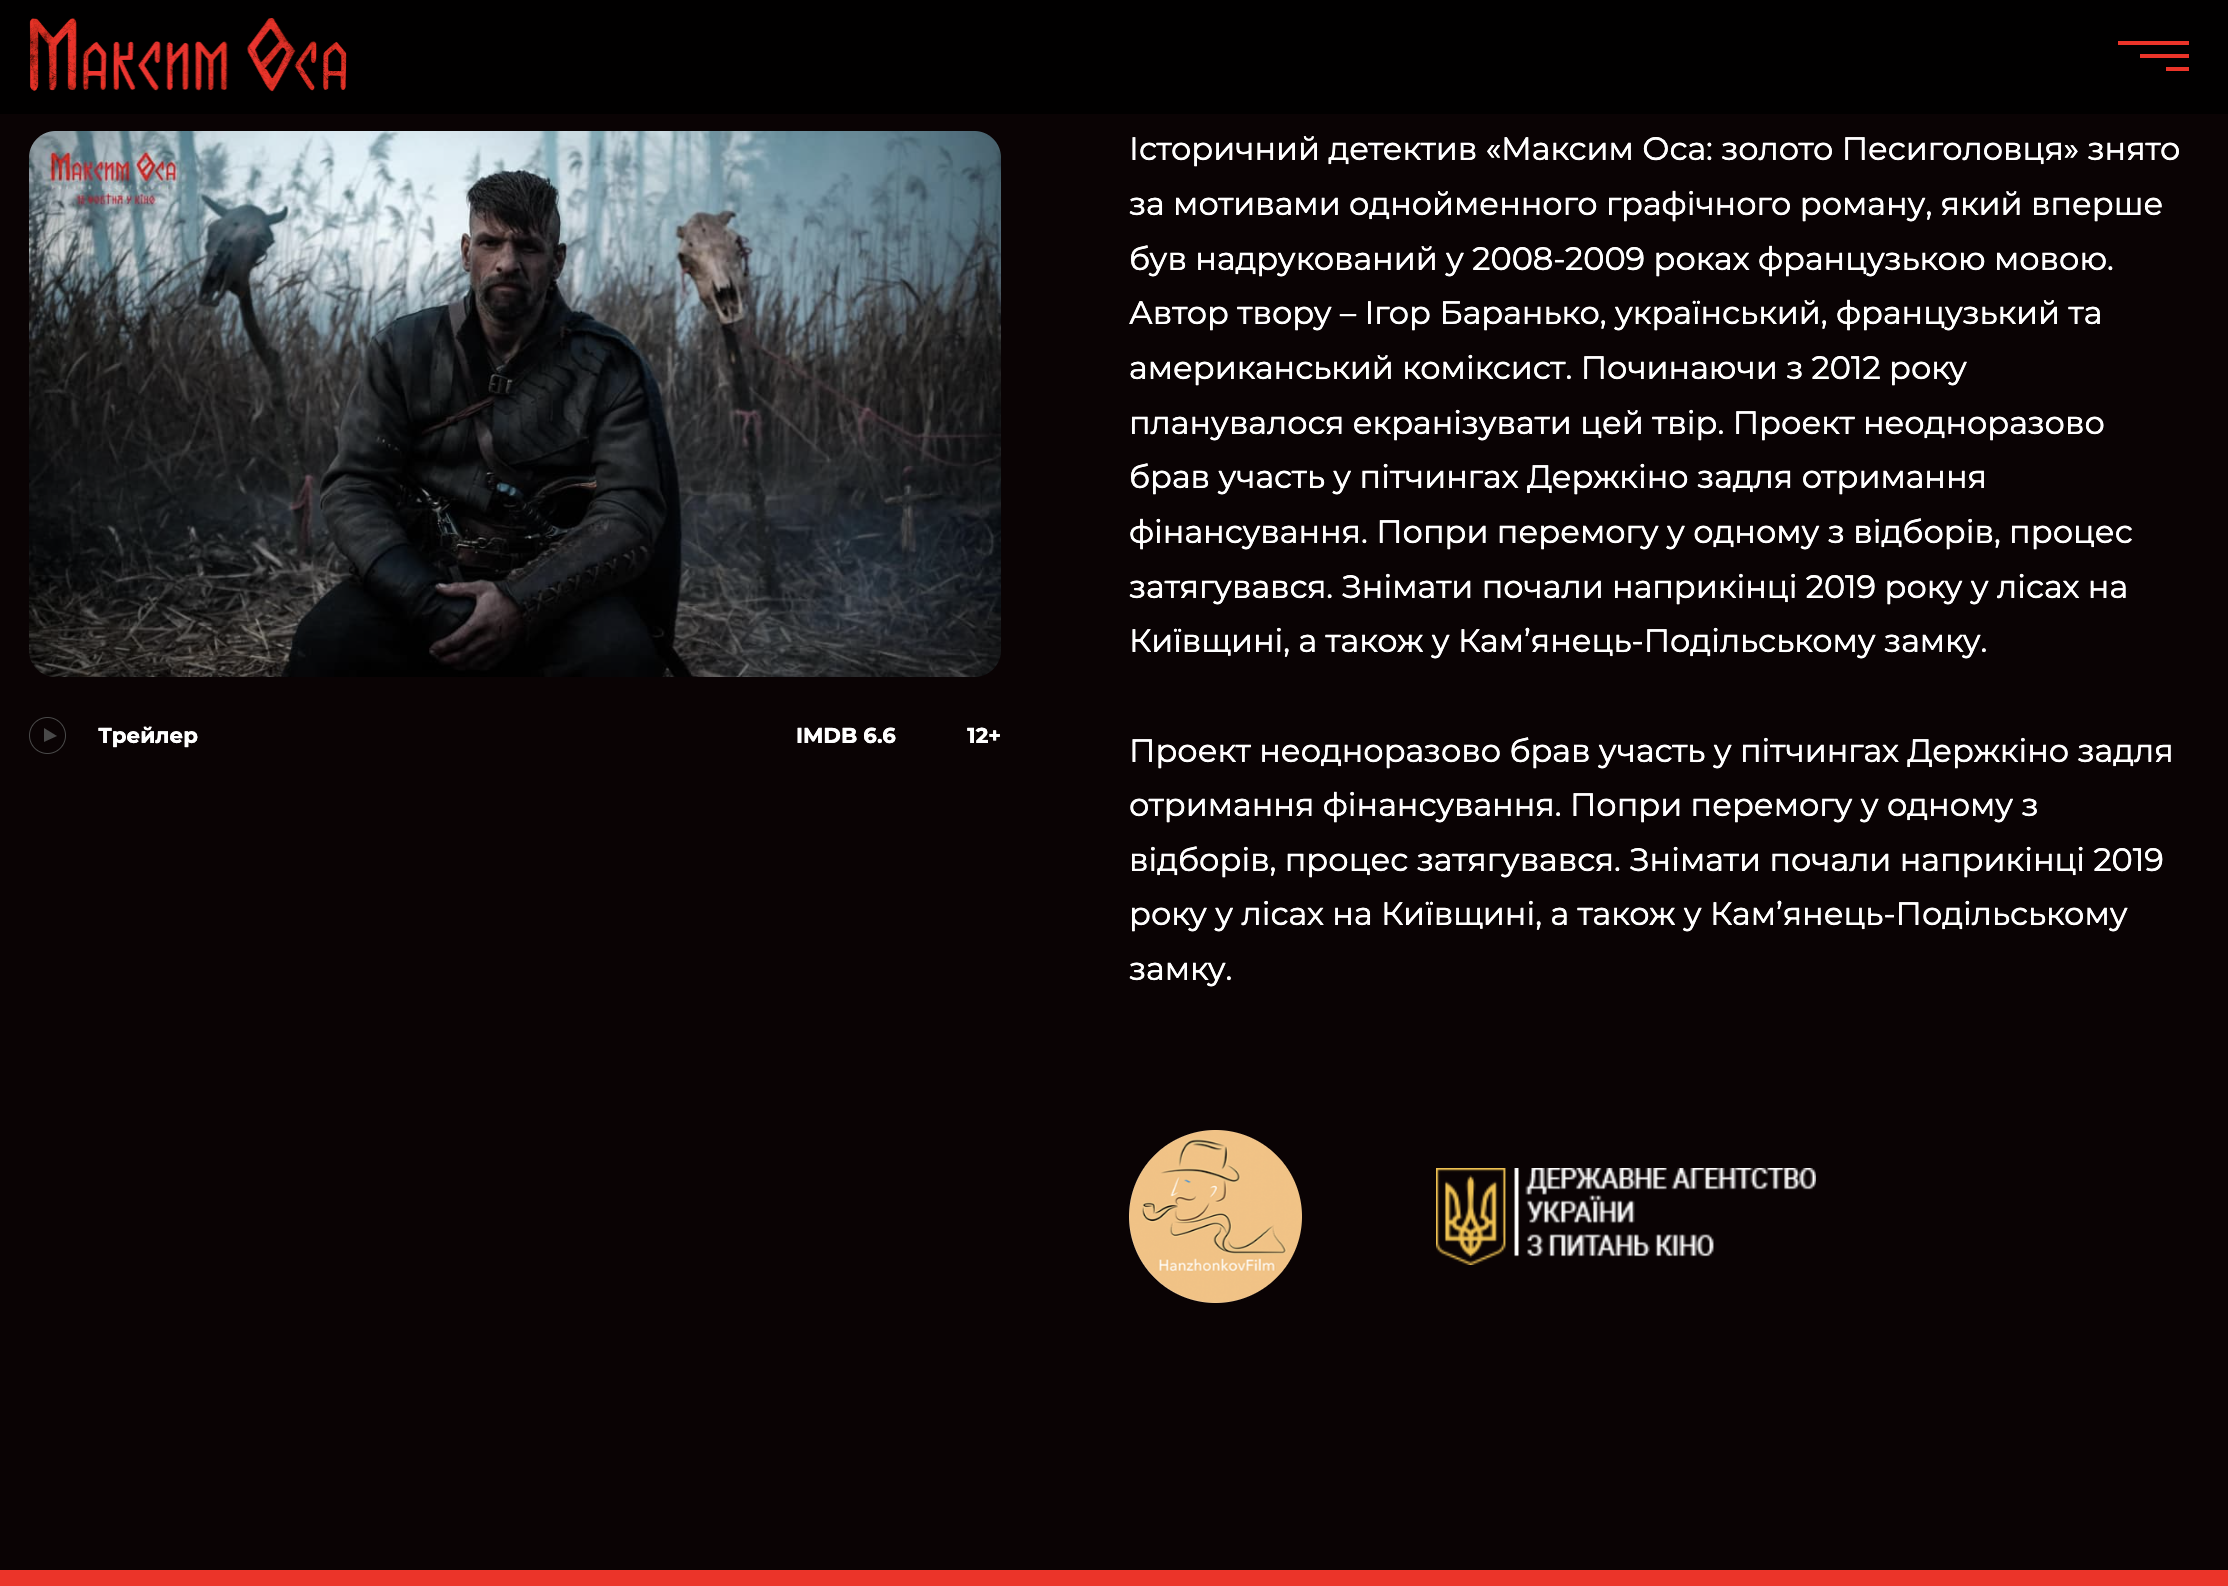 Максим Оса
Максим Оса
у кіно
Трейлер
IMDB 6.6
12+
Історичний детектив «Максим Оса: золото Песиголовця» знято
за мотивами однойменного графічного роману, який вперше
був надрукований у 2008-2009 роках французькою мовою.
Автор твору – Ігор Баранько, український, французький та
американський коміксист. Починаючи з 2012 року
планувалося екранізувати цей твір. Проект неодноразово
брав участь у пітчингах Держкіно задля отримання
фінансування. Попри перемогу у одному з відборів, процес
затягувався. Знімати почали наприкінці 2019 року у лісах на
Київщині, а також у Кам’янець-Подільському замку.
Проект неодноразово брав участь у пітчингах Держкіно задля
отримання фінансування. Попри перемогу у одному з
відборів, процес затягувався. Знімати почали наприкінці 2019
року у лісах на Київщині, а також у Кам’янець-Подільському
замку.
HanzhonkovFilm
ДЕРЖАВНЕ АГЕНТСТВО
УКРАЇНИ
З ПИТАНЬ КІНО